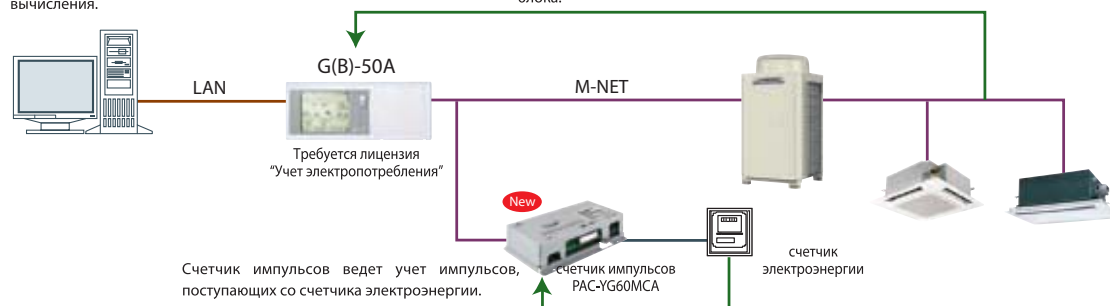 вычисления.
блока.
G(B)-50A
LAN
M-NET
Требуется лицензия
“Учет электропотребления”
New
счетчик
электроэнергии
Счетчик импульсов ведет учет импульсов,
поступающих со счетчика электроэнергии.
счетчик импульсов
PAC-YG60MCA